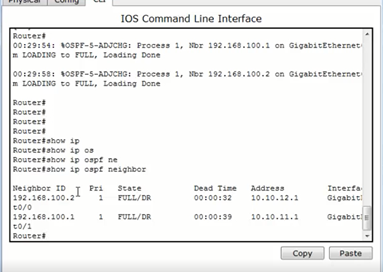 Physical Config CLI
IOS Command Line Interface
Router#
00:29:54: %OSPF-5-ADJCHG: Process 1, Nbr 192.168.100.1 on GigabitEthernet
m LOADING to FULL, Loading Done
00:29:58: %OSPF-5-ADJCHG: Process 1, Nbr 192.168.100.2 on GigabitEthernet
m LOADING to FULL, Loading Done
Router#
Router#
Router#
Router#
Router#show ip
Router#show ip os
Router#show ip ospf ne
Router#show ip ospf neighbor
Neighbor ID Pri State Dead Time Address Interfa
192.168.100.2 1 FULL/DR 00:00:32 10.10.12.1 Gigabit
t0/0
192.168.100.1 1 FULL/DR 00:00:39 10.10.11.1 Gigabit
t0/1
Router#
Copy Paste